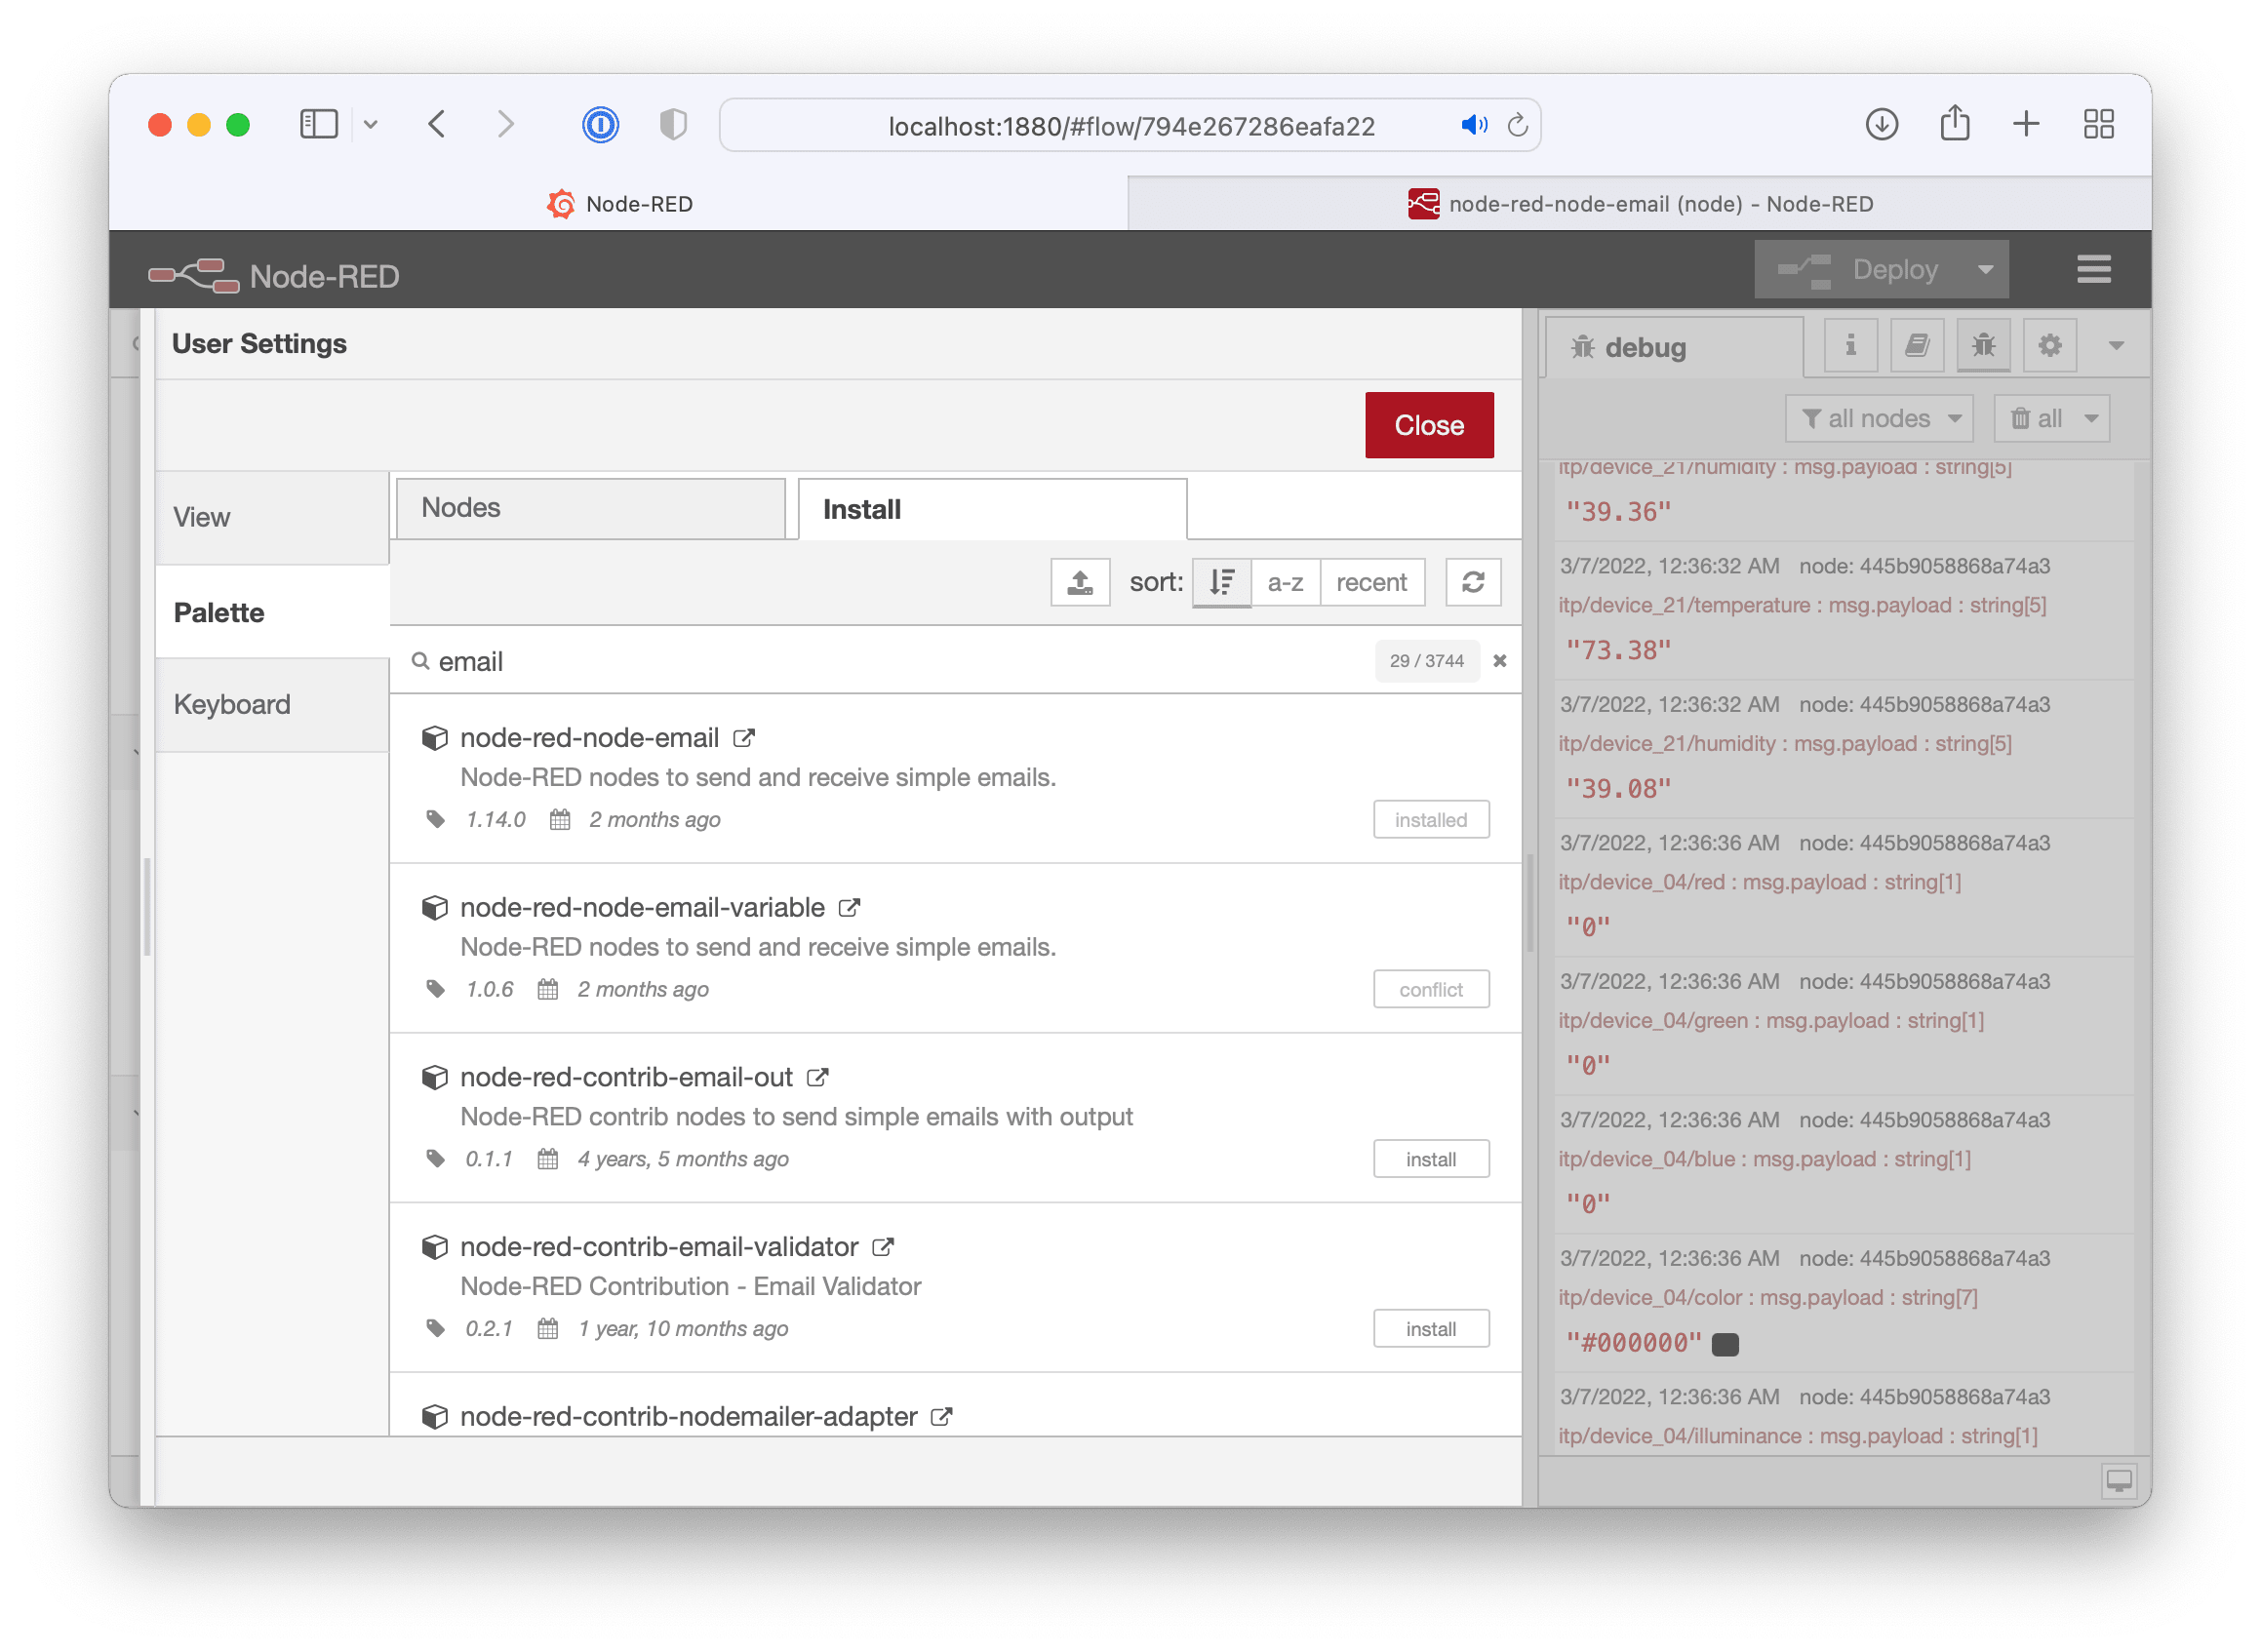 localhost:1880/#flow/794e267286eafa22
Node-RED
node-red-node-email (node) - Node-RED
Node-RED
Deploy
User Settings
Close
View
Palette
Keyboard
Nodes
Install
sort: a-z recent
email
29 / 3744
node-red-node-email
Node-RED nodes to send and receive simple emails.
1.14.0 2 months ago
installed
node-red-node-email-variable
Node-RED nodes to send and receive simple emails.
1.0.6 2 months ago
conflict
node-red-contrib-email-out
Node-RED contrib nodes to send simple emails with output
0.1.1 4 years, 5 months ago
install
node-red-contrib-email-validator
Node-RED Contribution - Email Validator
0.2.1 1 year, 10 months ago
install
node-red-contrib-nodemailer-adapter
debug
all nodes
all
itp/device_21/humidity : msg.payload : string[5]
"39.36"
3/7/2022, 12:36:32 AM node: 445b9058868a74a3
itp/device_21/temperature : msg.payload : string[5]
"73.38"
3/7/2022, 12:36:32 AM node: 445b9058868a74a3
itp/device_21/humidity : msg.payload : string[5]
"39.08"
3/7/2022, 12:36:36 AM node: 445b9058868a74a3
itp/device_04/red : msg.payload : string[1]
"0"
3/7/2022, 12:36:36 AM node: 445b9058868a74a3
itp/device_04/green : msg.payload : string[1]
"0"
3/7/2022, 12:36:36 AM node: 445b9058868a74a3
itp/device_04/blue : msg.payload : string[1]
"0"
3/7/2022, 12:36:36 AM node: 445b9058868a74a3
itp/device_04/color : msg.payload : string[7]
"#000000"
3/7/2022, 12:36:36 AM node: 445b9058868a74a3
itp/device_04/illuminance : msg.payload : string[1]